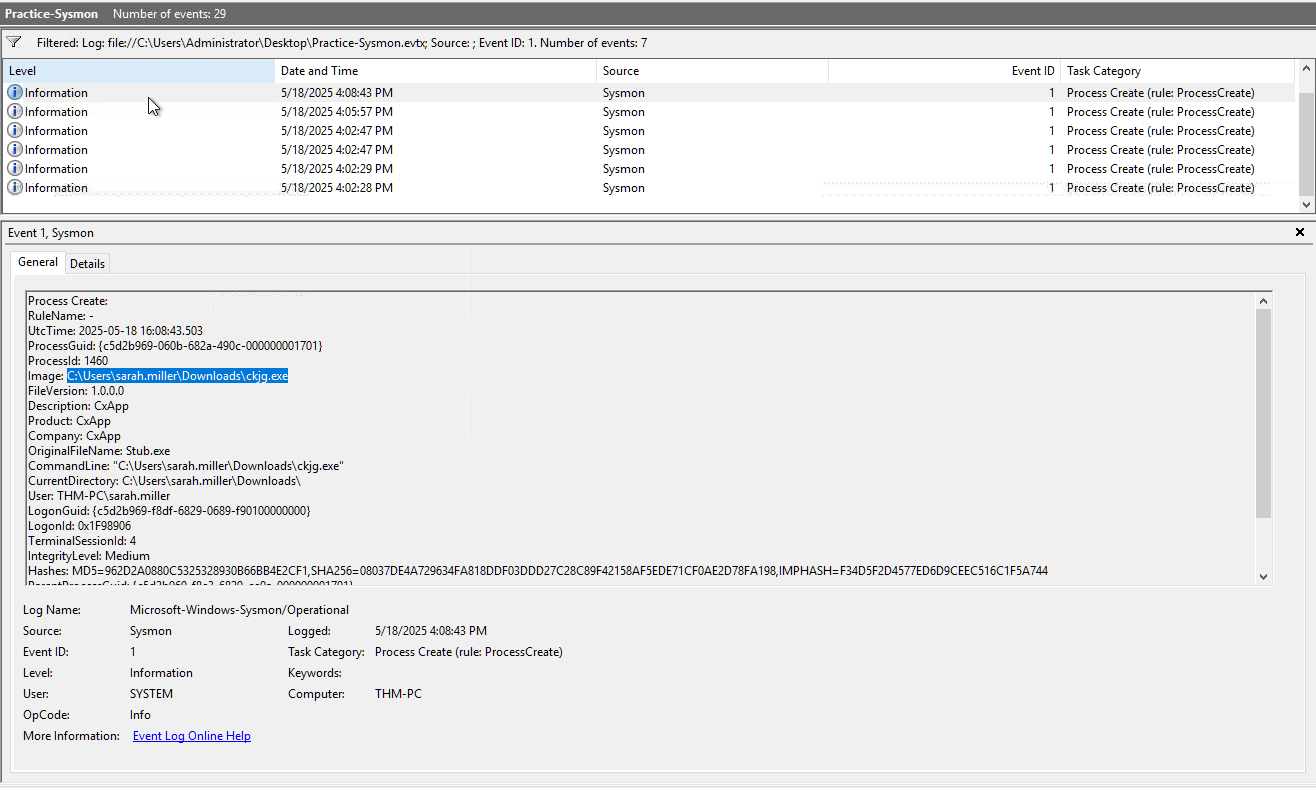 Practice-Sysmon Number of events: 29
Filtered: Log: file://C:\Users\Administrator\Desktop\Practice-Sysmon.evtx; Source: ; Event ID: 1. Number of events: 7
Level Date and Time Source Event ID Task Category
Information 5/18/2025 4:08:43 PM Sysmon 1 Process Create (rule: ProcessCreate)
Information 5/18/2025 4:05:57 PM Sysmon 1 Process Create (rule: ProcessCreate)
Information 5/18/2025 4:02:47 PM Sysmon 1 Process Create (rule: ProcessCreate)
Information 5/18/2025 4:02:47 PM Sysmon 1 Process Create (rule: ProcessCreate)
Information 5/18/2025 4:02:29 PM Sysmon 1 Process Create (rule: ProcessCreate)
Information 5/18/2025 4:02:28 PM Sysmon 1 Process Create (rule: ProcessCreate)
Event 1, Sysmon
General Details
Process Create:
RuleName: -
UtcTime: 2025-05-18 16:08:43.503
ProcessGuid: {c5d2b969-060b-682a-490c-000000001701}
ProcessId: 1460
Image: C:\Users\sarah.miller\Downloads\ckjg.exe
FileVersion: 1.0.0.0
Description: CxApp
Product: CxApp
Company: CxApp
OriginalFileName: Stub.exe
CommandLine: "C:\Users\sarah.miller\Downloads\ckjg.exe"
CurrentDirectory: C:\Users\sarah.miller\Downloads\
User: THM-PC\sarah.miller
LogonGuid: {c5d2b969-f8df-6829-0689-f90100000000}
LogonId: 0x1F98906
TerminalSessionId: 4
IntegrityLevel: Medium
Hashes: MD5=962D2A0880C5325328930B66BB4E2CF1,SHA256=08037DE4A729634FA818DDF03DDD27C28C89F42158AF5EDE71CF0AE2D78FA198,IMPHASH=F34D5F2D4577ED6D9CEEC516C1F5A744
Log Name: Microsoft-Windows-Sysmon/Operational
Source: Sysmon Logged: 5/18/2025 4:08:43 PM
Event ID: 1 Task Category: Process Create (rule: ProcessCreate)
Level: Information Keywords:
User: SYSTEM Computer: THM-PC
OpCode: Info
More Information: Event Log Online Help